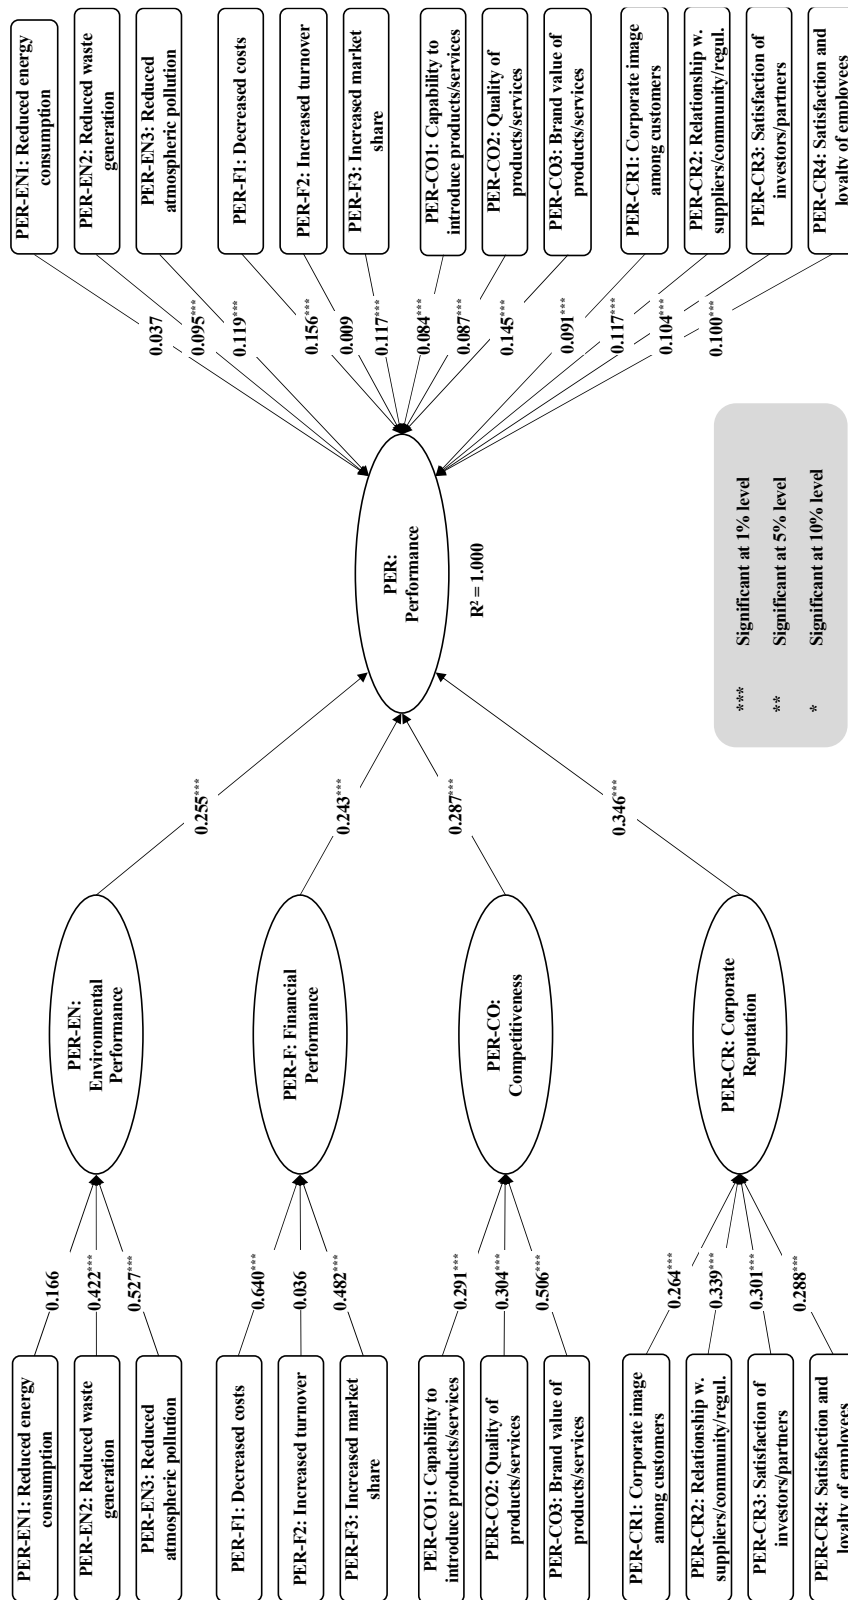 PER-EN1: Reduced energy
consumption
PER-EN2: Reduced waste
generation
PER-EN3: Reduced
atmospheric pollution
PER-F1: Decreased costs
PER-F2: Increased turnover
PER-F3: Increased market
share
PER-CO1: Capability to
introduce products/services
PER-CO2: Quality of
products/services
PER-CO3: Brand value of
products/services
PER-CR1: Corporate image
among customers
PER-CR2: Relationship w.
suppliers/community/regul.
PER-CR3: Satisfaction of
investors/partners
PER-CR4: Satisfaction and
loyalty of employees
0.166
0.422***
0.527***
0.640***
0.036
0.482***
0.291***
0.304***
0.506***
0.264***
0.339***
0.301***
0.288***
PER-EN:
Environmental
Performance
PER-F: Financial
Performance
PER-CO:
Competitiveness
PER-CR: Corporate
Reputation
0.255***
0.243***
0.287***
0.346***
PER:
Performance
R² = 1.000
*** Significant at 1% level
** Significant at 5% level
* Significant at 10% level
0.037
0.095***
0.119***
0.156***
0.009
0.117***
0.084***
0.087***
0.145***
0.091***
0.117***
0.104***
0.100***
PER-EN1: Reduced energy
consumption
PER-EN2: Reduced waste
generation
PER-EN3: Reduced
atmospheric pollution
PER-F1: Decreased costs
PER-F2: Increased turnover
PER-F3: Increased market
share
PER-CO1: Capability to
introduce products/services
PER-CO2: Quality of
products/services
PER-CO3: Brand value of
products/services
PER-CR1: Corporate image
among customers
PER-CR2: Relationship w.
suppliers/community/regul.
PER-CR3: Satisfaction of
investors/partners
PER-CR4: Satisfaction and
loyalty of employees